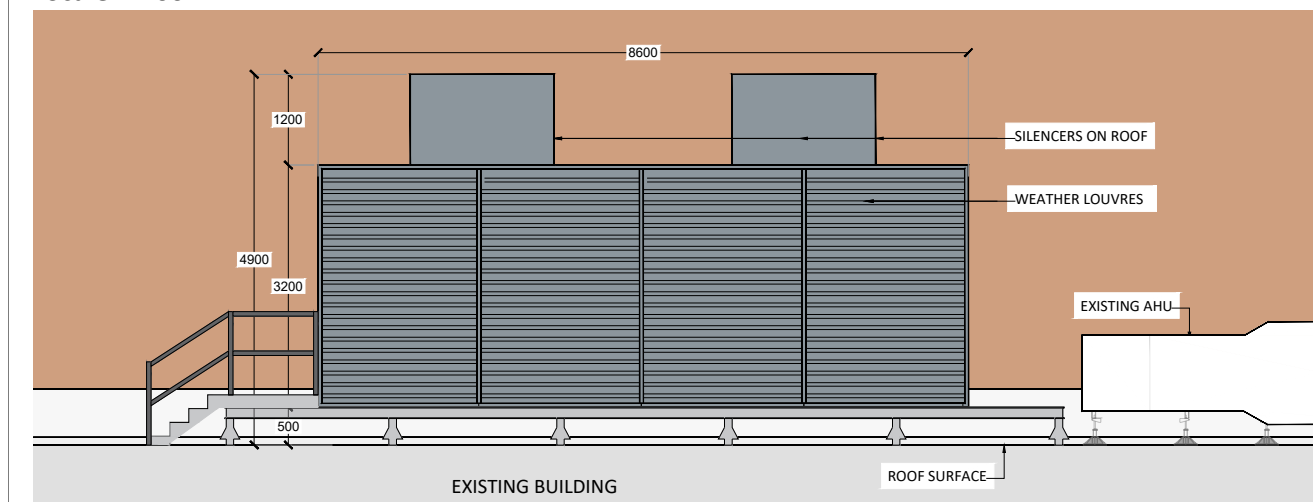 8600
1200
SILENCERS ON ROOF
WEATHER LOUVRES
4900
3200
EXISTING AHU
500
ROOF SURFACE
EXISTING BUILDING